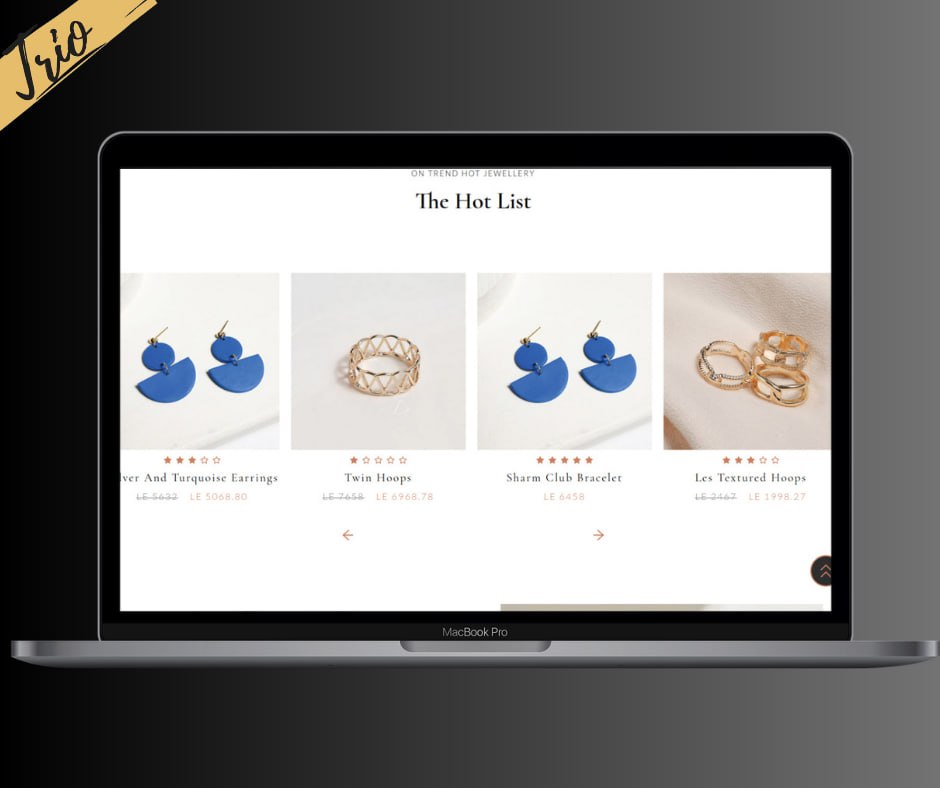 Trio
ON TREND HOT JEWELLERY
The Hot List
lver And Turquoise Earrings
LE 5632 LE 5068.80
Twin Hoops
LE 7658 LE 6968.78
Sharm Club Bracelet
LE 6458
Les Textured Hoops
LE 2467 LE 1998.27
MacBook Pro